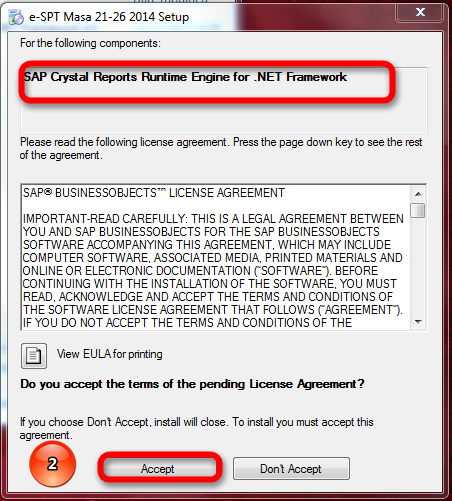 e-SPT Masa 21-26 2014 Setup
For the following components:
SAP Crystal Reports Runtime Engine for .NET Framework
Please read the following license agreement. Press the page down key to see the rest
of the agreement.
SAP® BUSINESSOBJECTS™ LICENSE AGREEMENT
IMPORTANT-READ CAREFULLY: THIS IS A LEGAL AGREEMENT BETWEEN
YOU AND SAP BUSINESSOBJECTS FOR THE SAP BUSINESSOBJECTS
SOFTWARE ACCOMPANYING THIS AGREEMENT, WHICH MAY INCLUDE
COMPUTER SOFTWARE, ASSOCIATED MEDIA, PRINTED MATERIALS AND
ONLINE OR ELECTRONIC DOCUMENTATION ("SOFTWARE"). BEFORE
CONTINUING WITH THE INSTALLATION OF THE SOFTWARE, YOU MUST
READ, ACKNOWLEDGE AND ACCEPT THE TERMS AND CONDITIONS OF
THE SOFTWARE LICENSE AGREEMENT THAT FOLLOWS ("AGREEMENT").
IF YOU DO NOT ACCEPT THE TERMS AND CONDITIONS OF THE
View EULA for printing
Do you accept the terms of the pending License Agreement?
If you choose Don't Accept, install will close. To install you must accept this
agreement.
2
Accept
Don't Accept